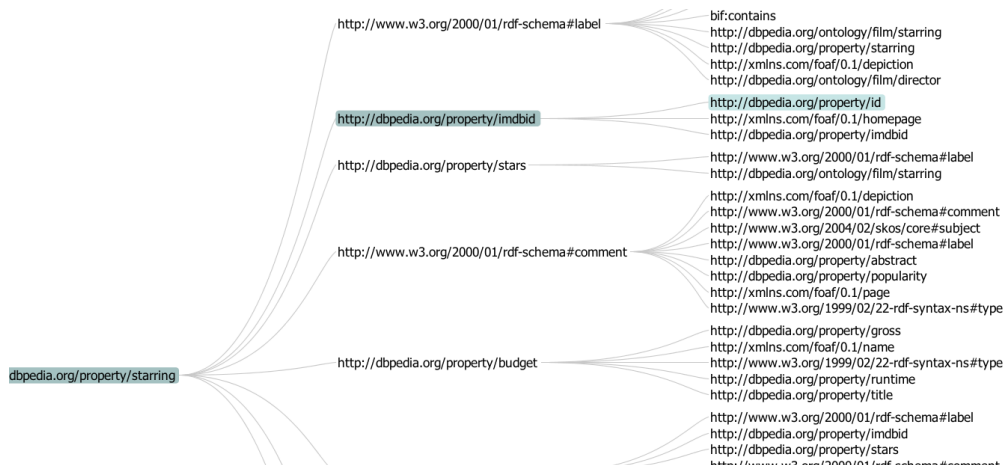 http://www.w3.org/2000/01/rdf-schema#label
bif:contains
http://dbpedia.org/ontology/film/starring
http://dbpedia.org/property/starring
http://xmlns.com/foaf/0.1/depiction
http://dbpedia.org/ontology/film/director
http://dbpedia.org/property/imdbid
http://dbpedia.org/property/id
http://xmlns.com/foaf/0.1/homepage
http://dbpedia.org/property/imdbid
http://dbpedia.org/property/stars
http://www.w3.org/2000/01/rdf-schema#label
http://dbpedia.org/ontology/film/starring
http://www.w3.org/2000/01/rdf-schema#comment
http://xmlns.com/foaf/0.1/depiction
http://www.w3.org/2000/01/rdf-schema#comment
http://www.w3.org/2004/02/skos/core#subject
http://www.w3.org/2000/01/rdf-schema#label
http://dbpedia.org/property/abstract
http://dbpedia.org/property/popularity
http://xmlns.com/foaf/0.1/page
http://www.w3.org/1999/02/22-rdf-syntax-ns#type
dbpedia.org/property/starring
http://dbpedia.org/property/budget
http://dbpedia.org/property/gross
http://xmlns.com/foaf/0.1/name
http://www.w3.org/1999/02/22-rdf-syntax-ns#type
http://dbpedia.org/property/runtime
http://dbpedia.org/property/title
http://www.w3.org/2000/01/rdf-schema#label
http://dbpedia.org/property/imdbid
http://dbpedia.org/property/stars
http://www.w3.org/2000/01/rdf-schema#comment